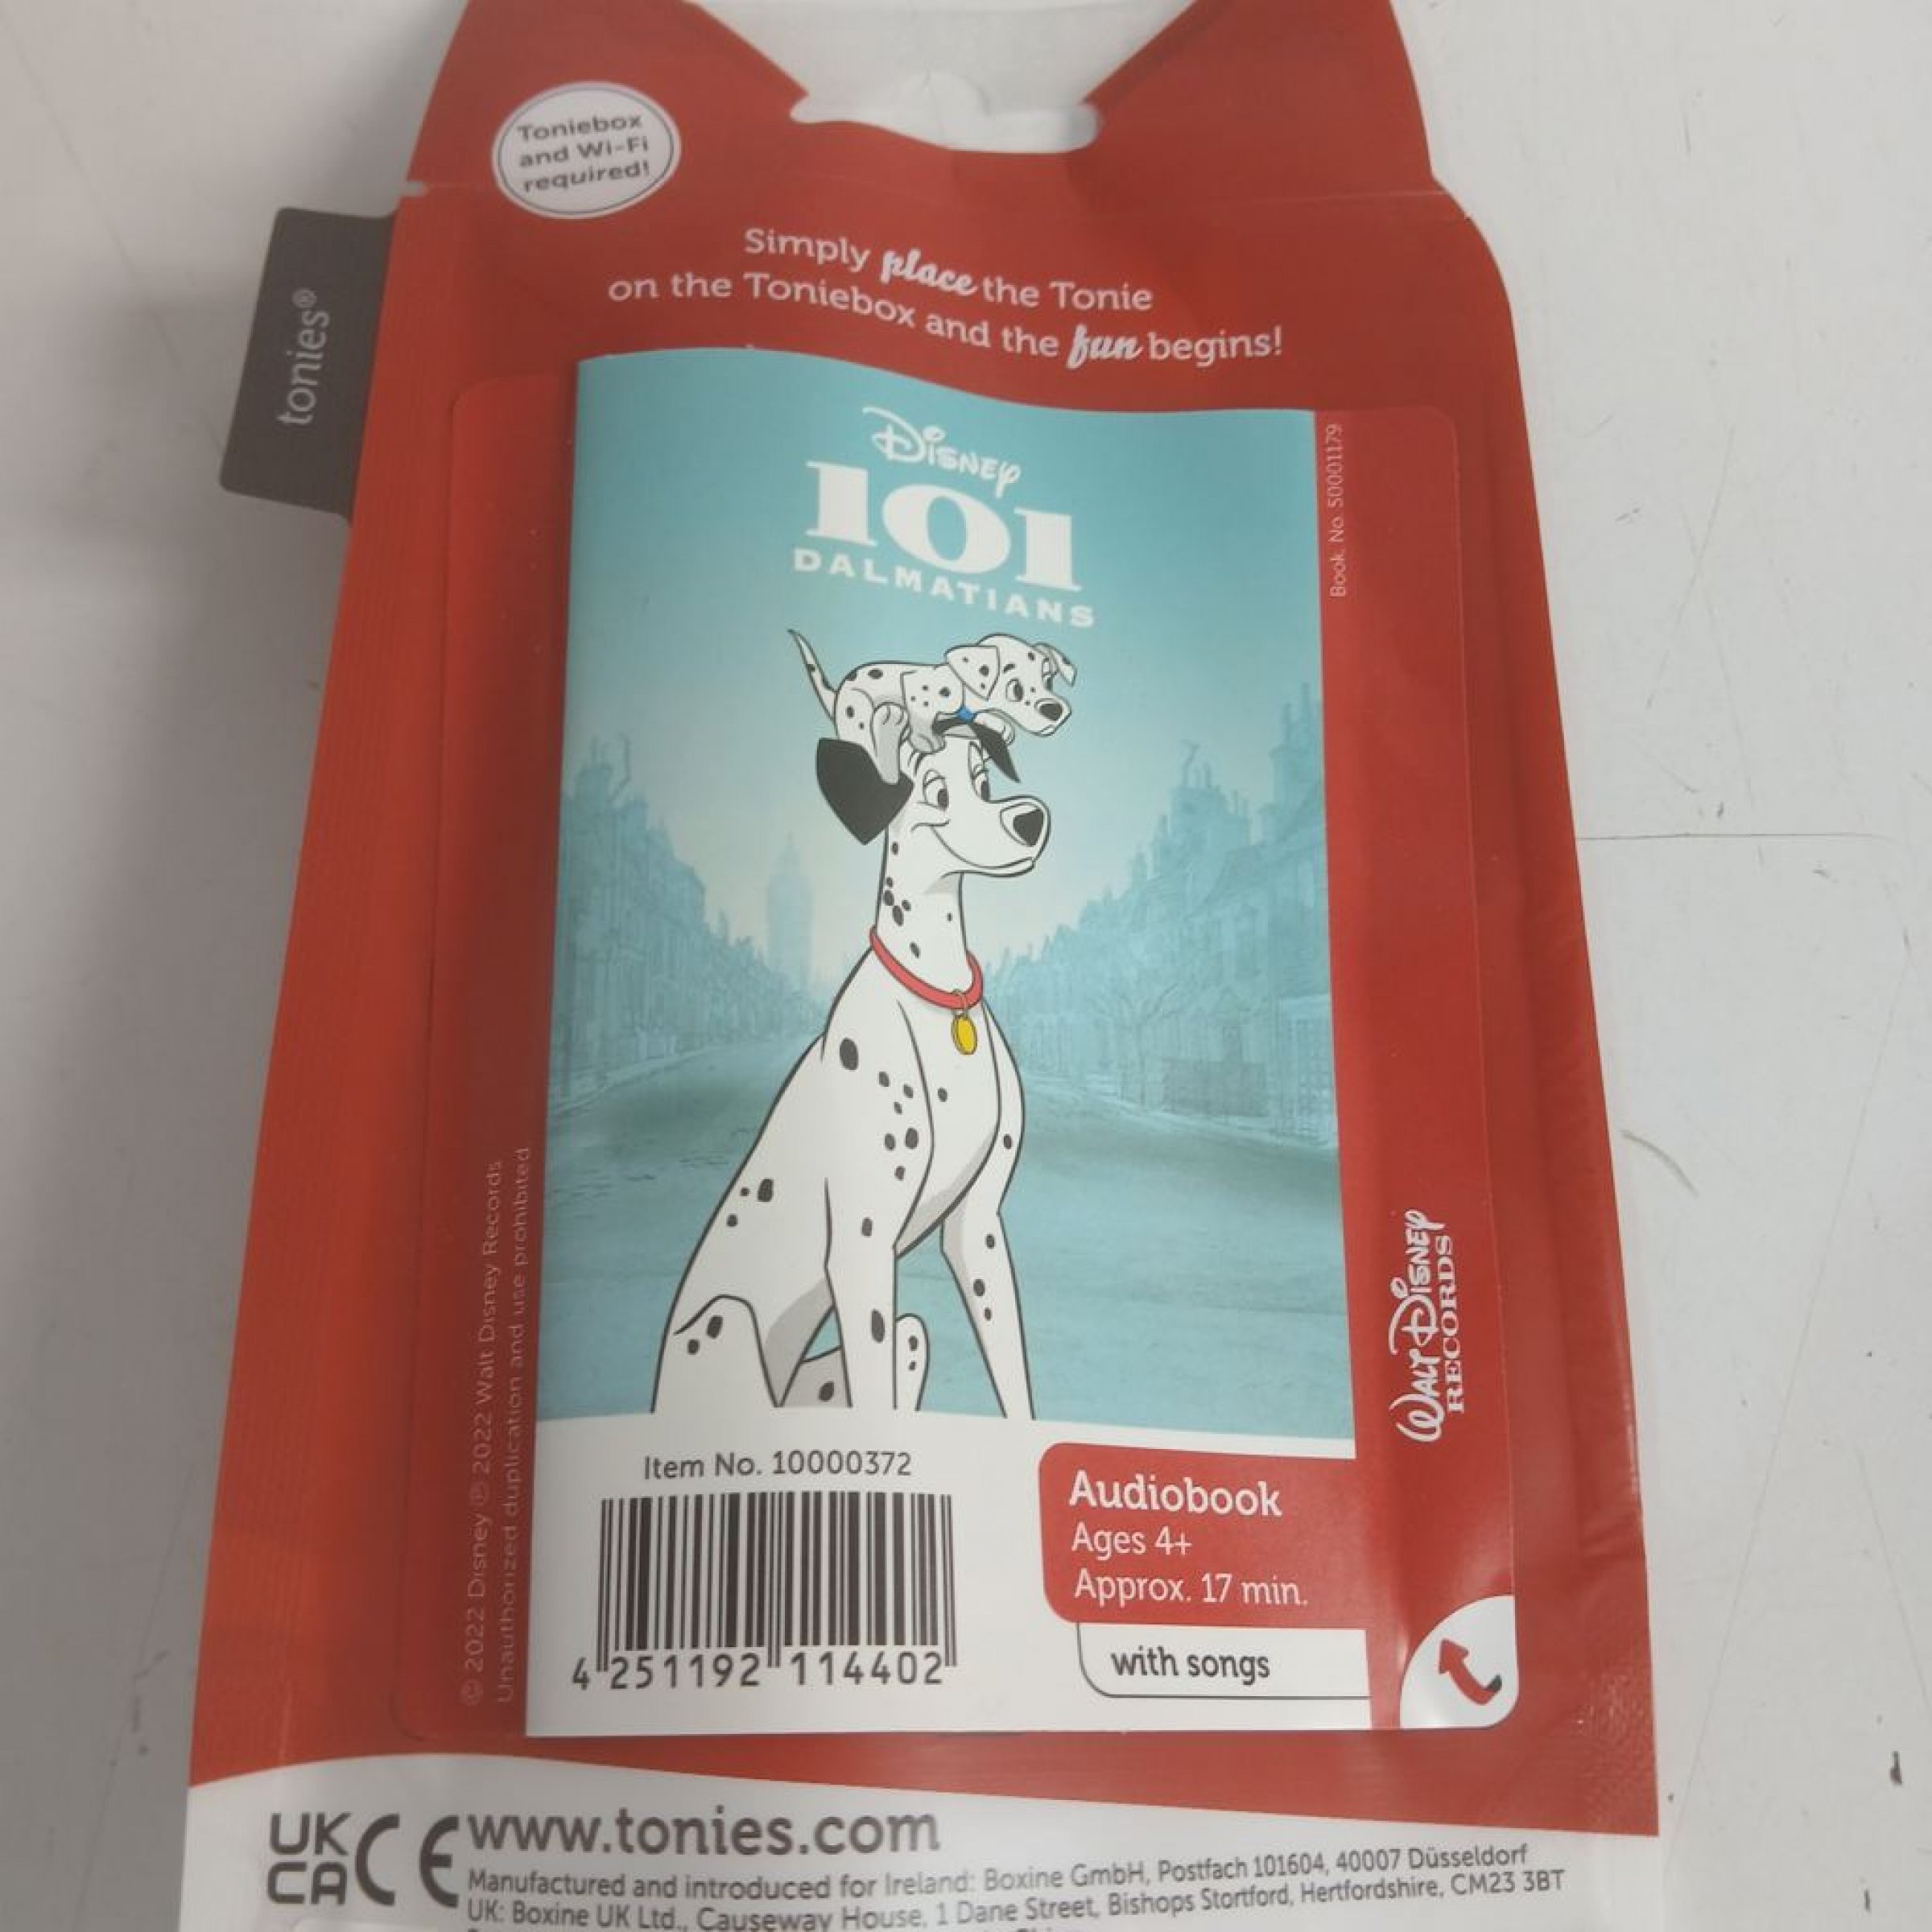 Toniebox
and Wi-Fi
required!
tonies®
Simply place the Tonie
on the Toniebox and the fun begins!
Disney
101
DALMATIANS
Book. No. S0001179
© 2022 Disney ℗ 2022 Walt Disney Records
Unauthorized duplication and use prohibited
WALT DISNEY
RECORDS
Item No. 10000372
4 251192 114402
Audiobook
Ages 4+
Approx. 17 min.
with songs
UK
CA
CE
www.tonies.com
Manufactured and introduced for Ireland: Boxine GmbH, Postfach 101604, 40007 Düsseldorf
UK: Boxine UK Ltd., Causeway House, 1 Dane Street, Bishops Stortford, Hertfordshire, CM23 3BT